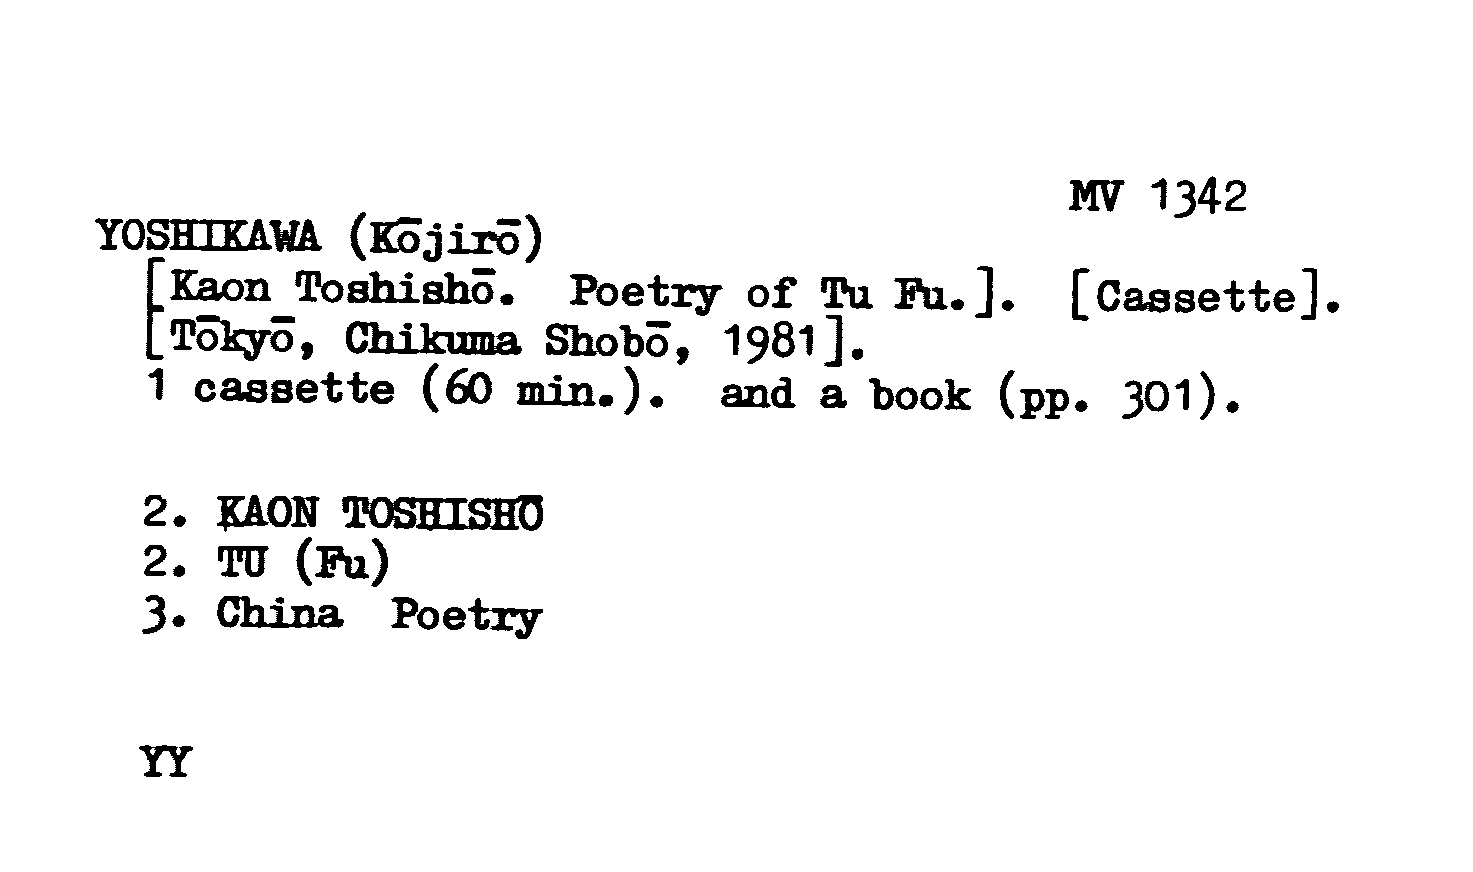 MV 1342
YOSHIKAWA (Kōjirō)
[Kaon Toshishō. Poetry of Tu Fu.]. [Cassette].
[Tōkyō, Chikuma Shobō, 1981].
1 cassette (60 min.). and a book (pp. 301).
2. KAON TOSHISHŌ
2. TU (Fu)
3. China Poetry
YY